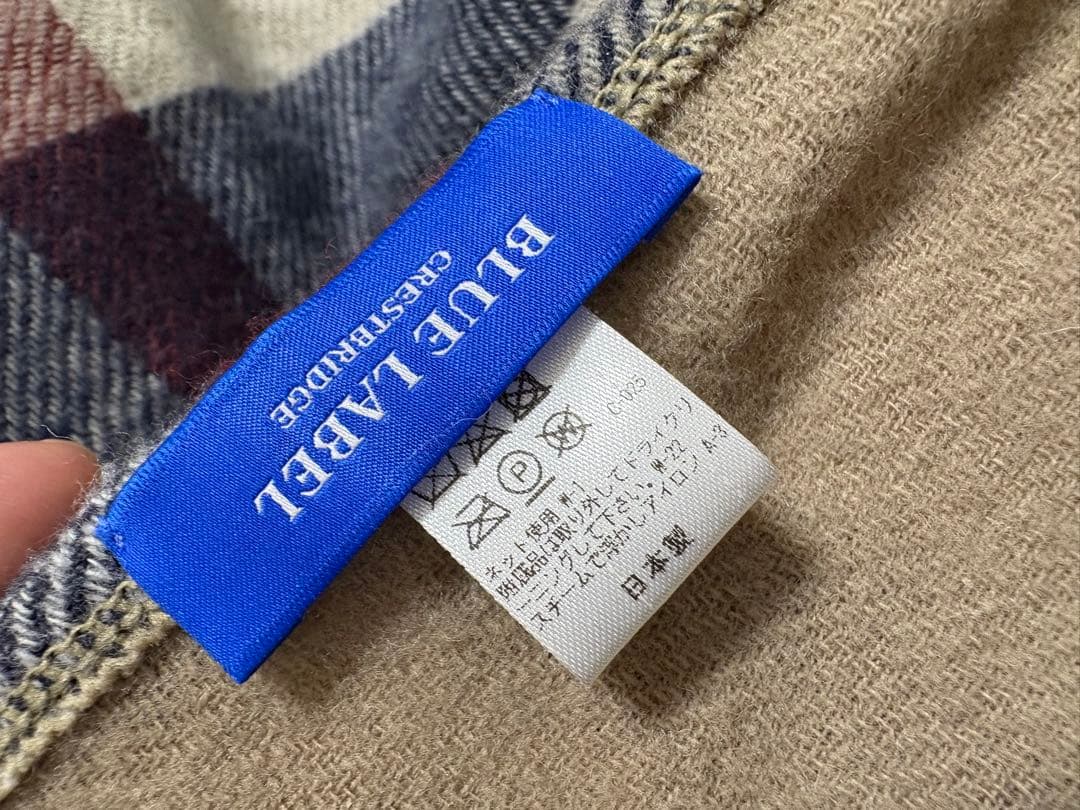 BLUE LABEL
CRESTBRIDGE
P
C-025
ネット使用 W-1
附属品は取り外してドライクリ
ーニングして下さい。 W-22
スチームで浮かしアイロン A-3
日本製